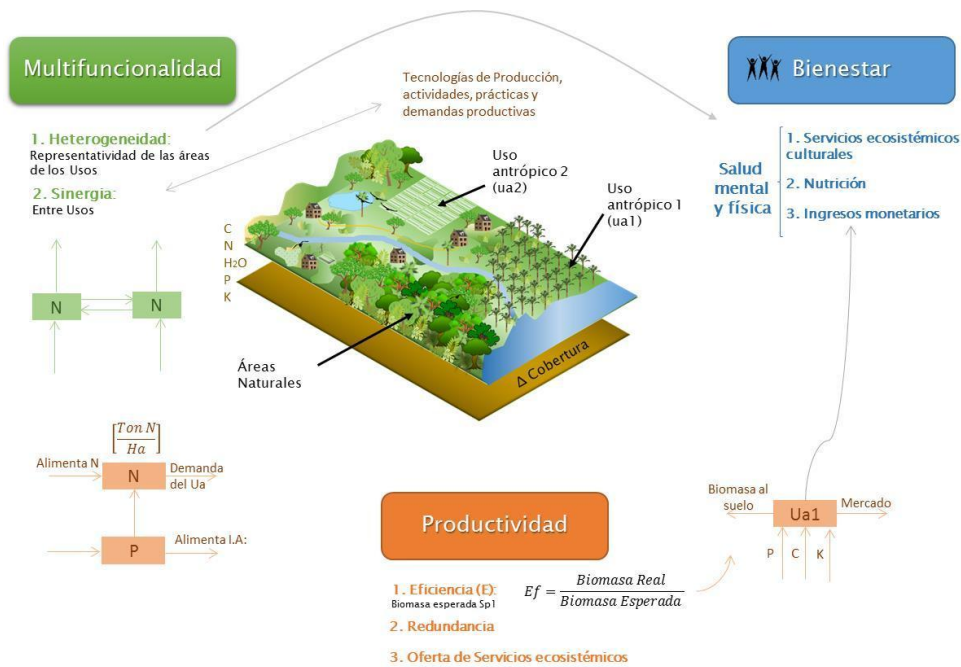 Multifuncionalidad
1. Heterogeneidad:
Representatividad de las áreas
de los Usos
2. Sinergia:
Entre Usos
N
N
Tecnologías de Producción,
actividades, prácticas y
demandas productivas
Uso
antrópico 2
(ua2)
Uso
antrópico 1
(ua1)
C
N
H2O
P
K
Áreas
Naturales
Δ Cobertura
Bienestar
Salud
mental
y física
1. Servicios ecosistémicos
culturales
2. Nutrición
3. Ingresos monetarios
[Ton N / Ha]
Alimenta N
N
Demanda
del Ua
P
Alimenta I.A:
Productividad
1. Eficiencia (E):
Biomasa esperada Sp1
Ef = Biomasa Real / Biomasa Esperada
2. Redundancia
3. Oferta de Servicios ecosistémicos
Biomasa al
suelo
Ua1
Mercado
P
C
K